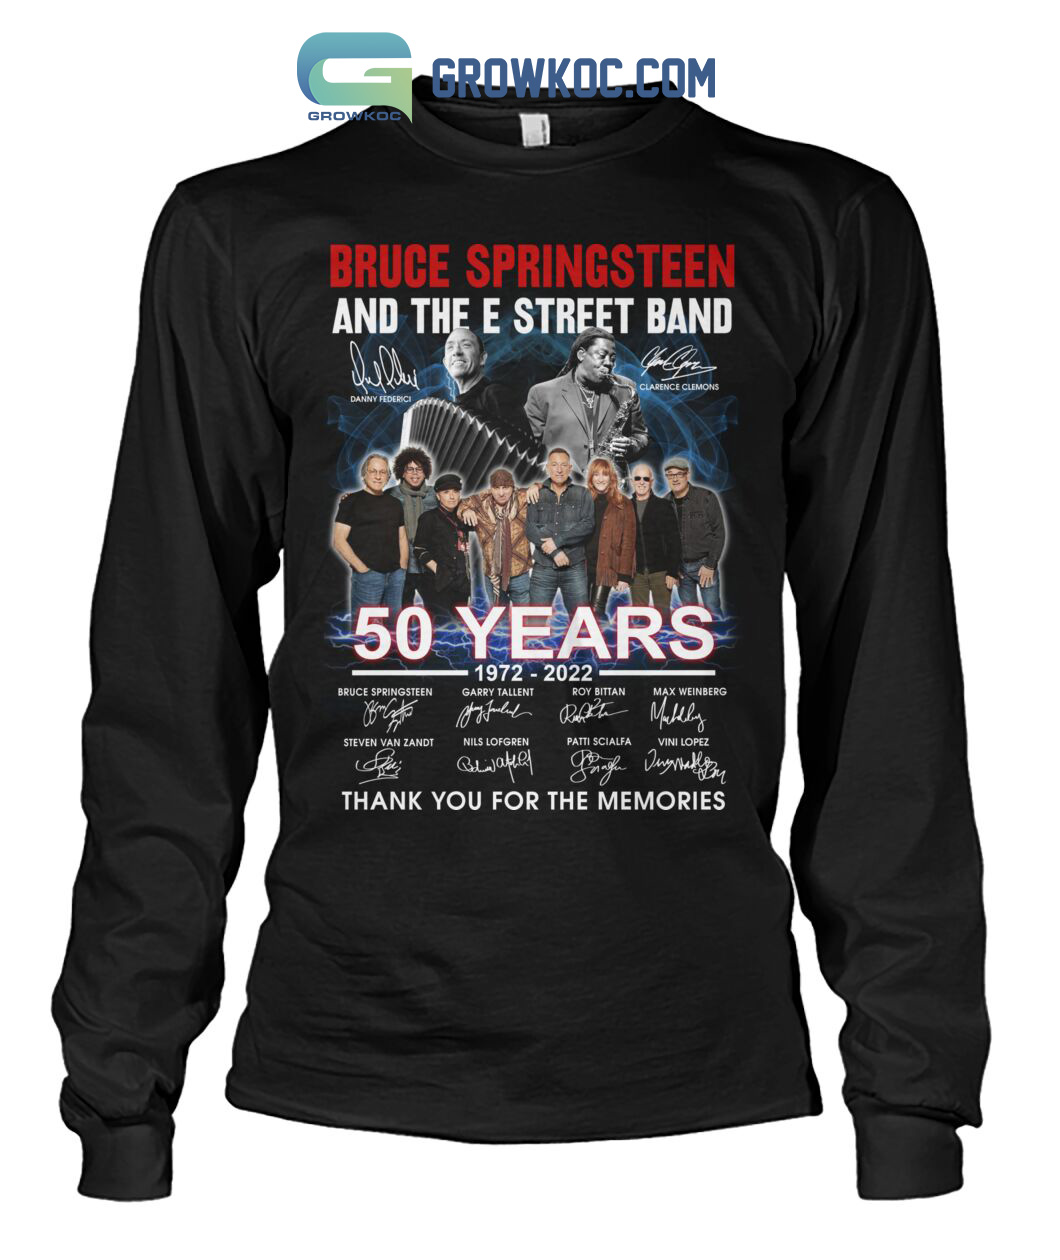 GROWKOC.COM
GROWKOC
BRUCE SPRINGSTEEN
AND THE E STREET BAND
DANNY FEDERICI
CLARENCE CLEMONS
50 YEARS
1972 - 2022
BRUCE SPRINGSTEEN GARRY TALLENT ROY BITTAN MAX WEINBERG
STEVEN VAN ZANDT NILS LOFGREN PATTI SCIALFA VINI LOPEZ
THANK YOU FOR THE MEMORIES